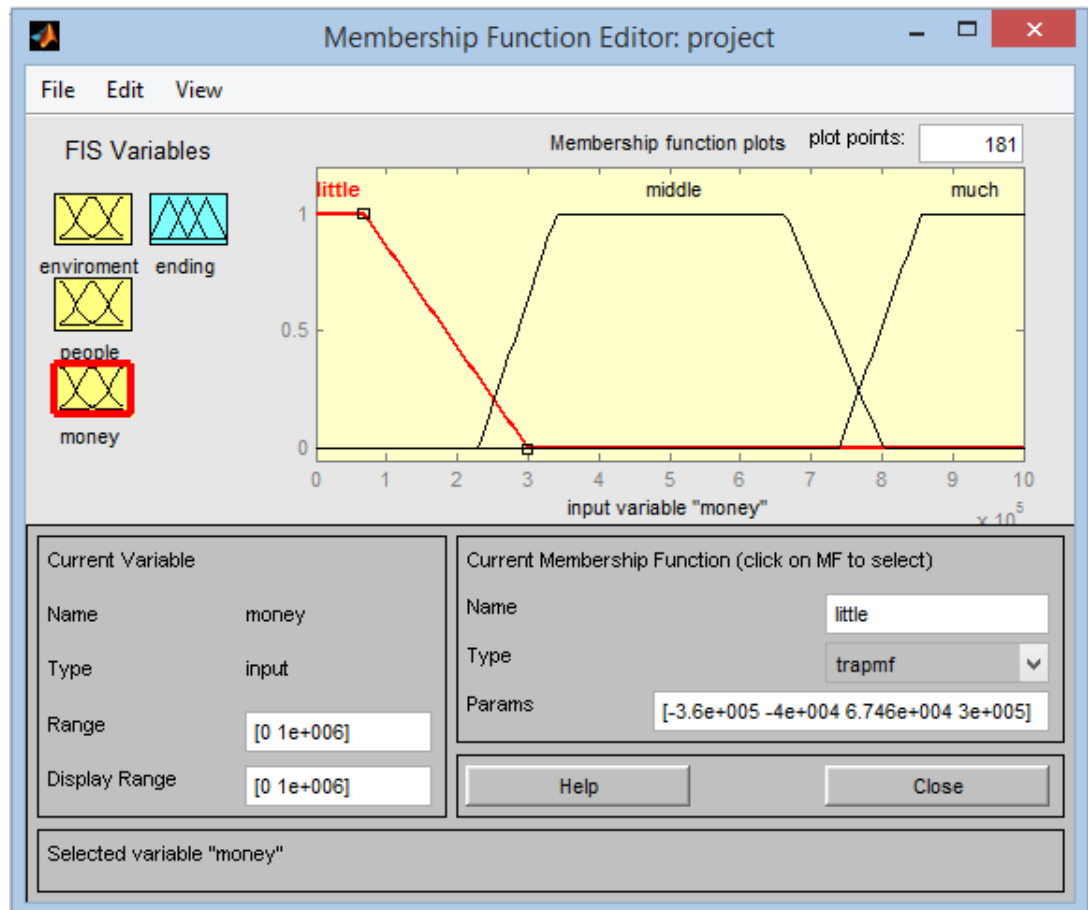 Membership Function Editor: project
File Edit View
FIS Variables
Membership function plots plot points: 181
enviroment ending
people
money
little middle much
1
0.5
0
0 1 2 3 4 5 6 7 8 9 10
input variable "money"
x 10^5
Current Variable
Name money
Type input
Range [0 1e+006]
Display Range [0 1e+006]
Current Membership Function (click on MF to select)
Name little
Type trapmf
Params [-3.6e+005 -4e+004 6.746e+004 3e+005]
Help Close
Selected variable "money"